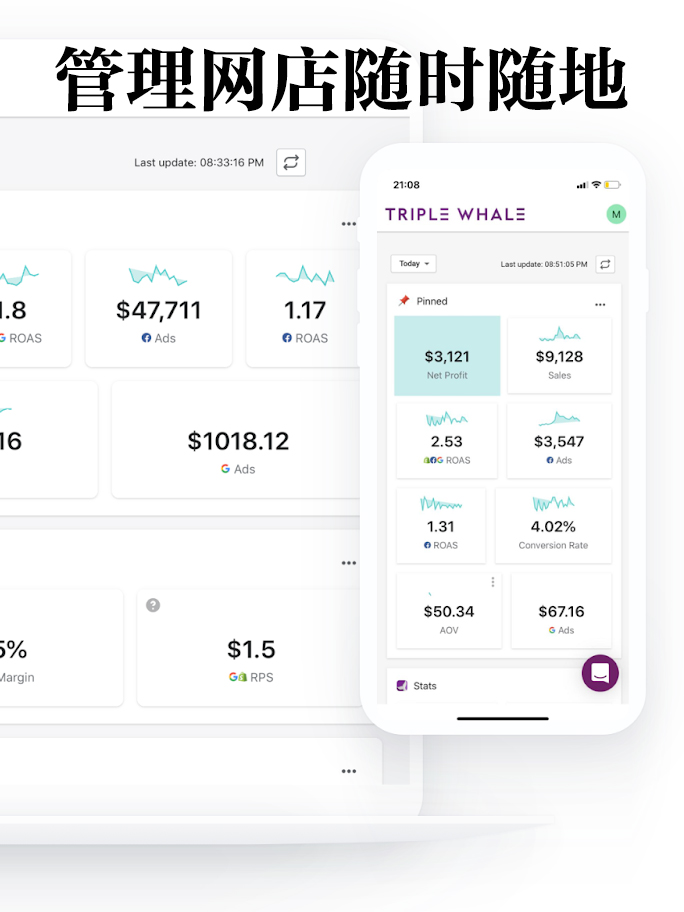 管理网店随时随地
Last update: 08:33:16 PM
1.8
ROAS
$47,711
Ads
1.17
ROAS
16
$1018.12
Ads
5%
Margin
$1.5
RPS
21:08
TRIPLE WHALE
M
Today
Last update: 08:51:05 PM
Pinned
$3,121
Net Profit
$9,128
Sales
2.53
ROAS
$3,547
Ads
1.31
ROAS
4.02%
Conversion Rate
$50.34
AOV
$67.16
Ads
Stats